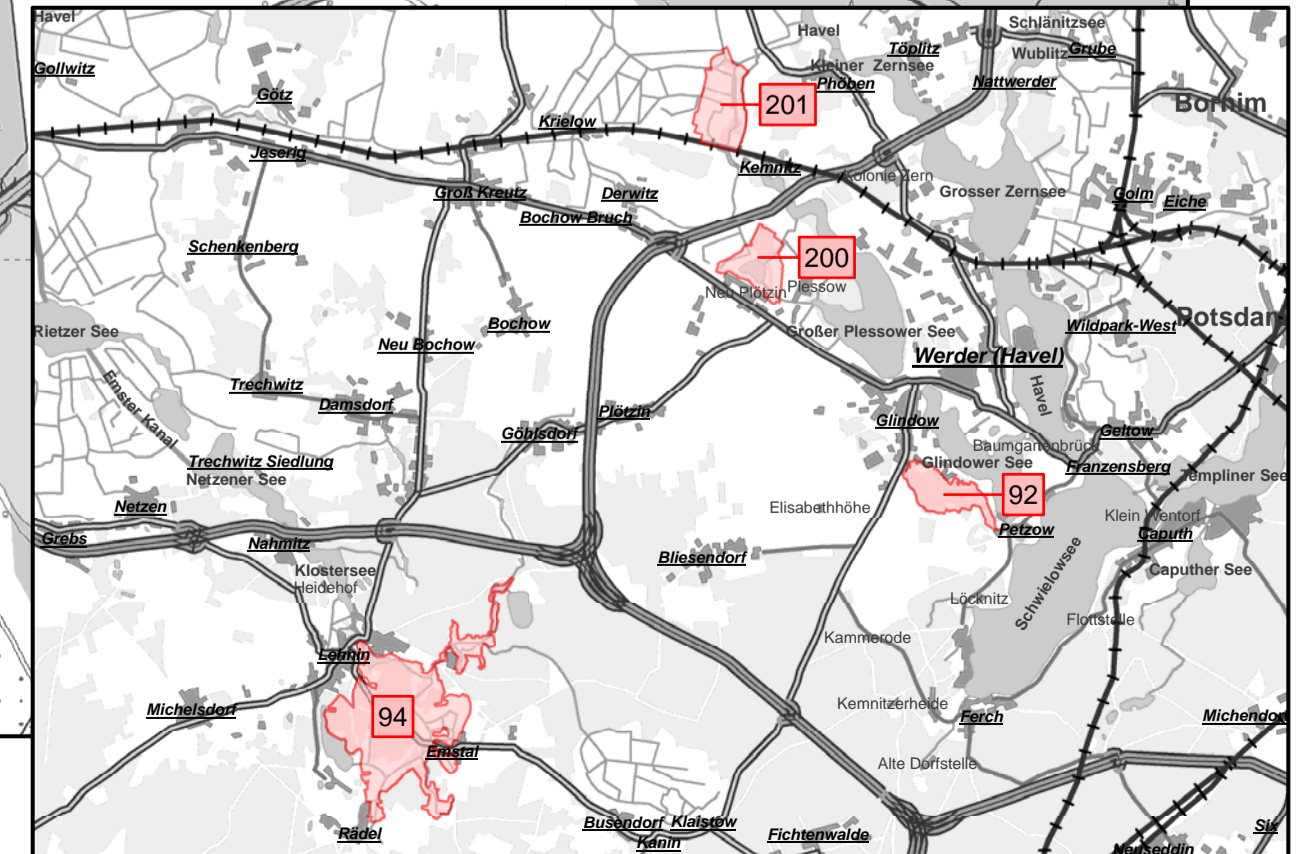 Havel
Schlänitzsee
Havel
Töplitz
Wublitz
Grube
Gollwitz
Kleiner Zernsee
Phöben
Nattwerder
Götz
201
Bornim
Krielow
Jeserig
Kemnitz
Kolonie Zern
Groß Kreutz
Derwitz
Grosser Zernsee
Golm
Eiche
Bochow Bruch
Schenkenberg
200
Neu Plötzin
Plessow
Rietzer See
Bochow
Großer Plessower See
Wildpark-West
Potsdam
Neu Bochow
Werder (Havel)
Trechwitz
Emster Kanal
Damsdorf
Plötzin
Havel
Glindow
Göhlsdorf
Geltow
Baumgartenbrück
Trechwitz Siedlung
Glindower See
Franzensberg
Netzener See
Templiner See
92
Netzen
Elisabethhöhe
Klein Wentorf
Petzow
Caputh
Grebs
Nahmitz
Bliesendorf
Klostersee
Caputher See
Heidehof
Schwielowsee
Löcknitz
Flottstelle
Kammerode
Lehnin
Michelsdorf
94
Kemnitzerheide
Ferch
Michendorf
Emstal
Alte Dorfstelle
Busendorf
Klaistow
Rädel
Fichtenwalde
Six
Kanin
Neuseddin